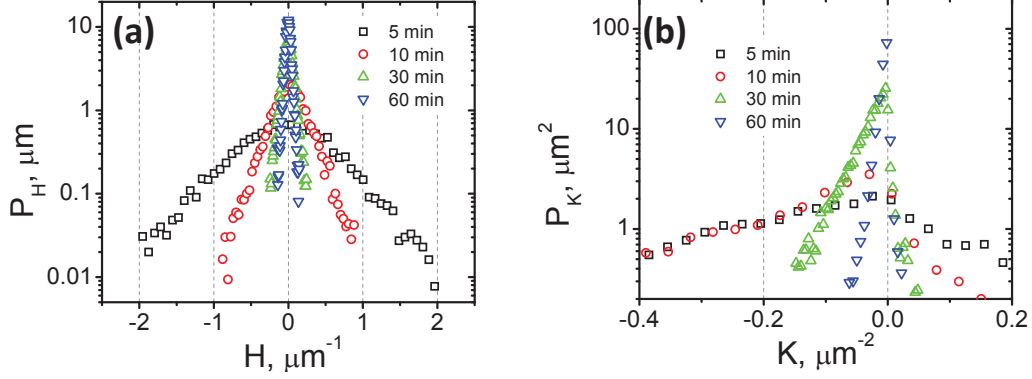 (a)
5 min
10 min
30 min
60 min
10
1
0.1
0.01
P_H, μm
-2
-1
0
1
2
H, μm⁻¹
(b)
5 min
10 min
30 min
60 min
100
10
1
P_K, μm²
-0.4
-0.2
0.0
0.2
K, μm⁻²